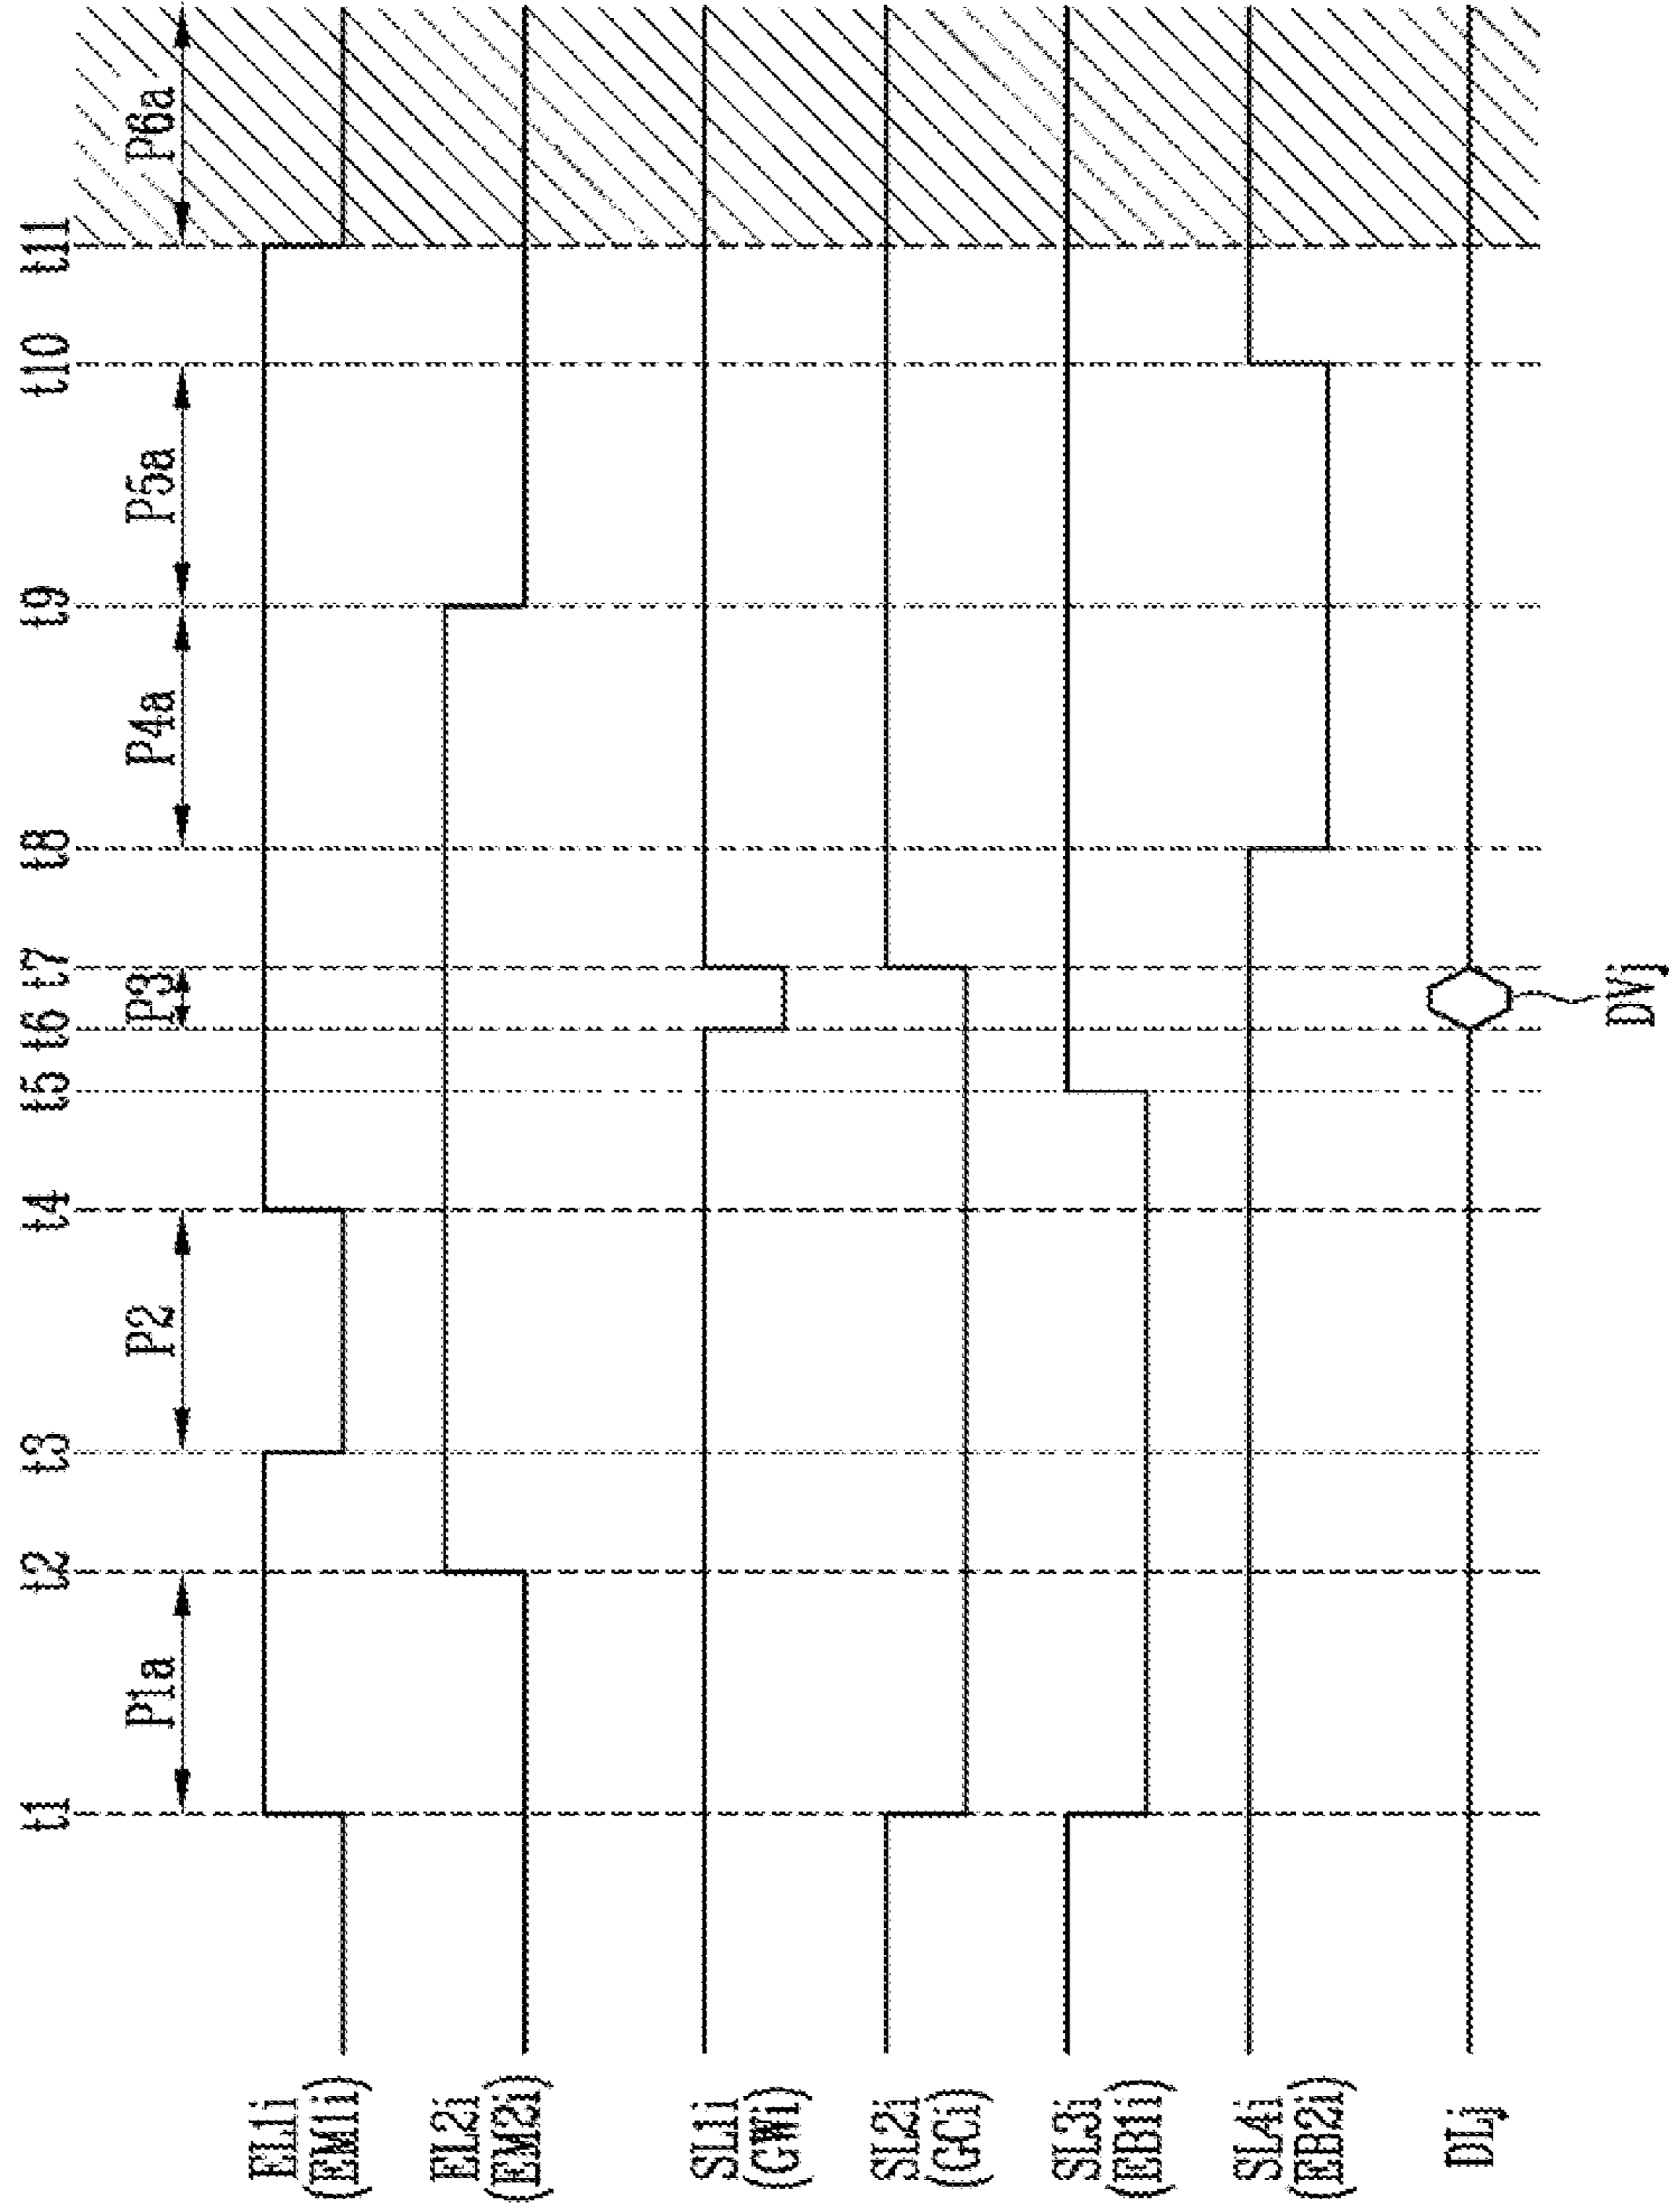 t1 t2 t3 t4 t5 t6 t7 t8 t9 t10 t11
P1a P2 P3 P4a P5a P6a
EL1i
(EM1i)
EL2i
(EM2i)
SL1i
(GWi)
SL2i
(GCi)
SL3i
(EB1i)
SL4i
(EB2i)
DLj
DVj